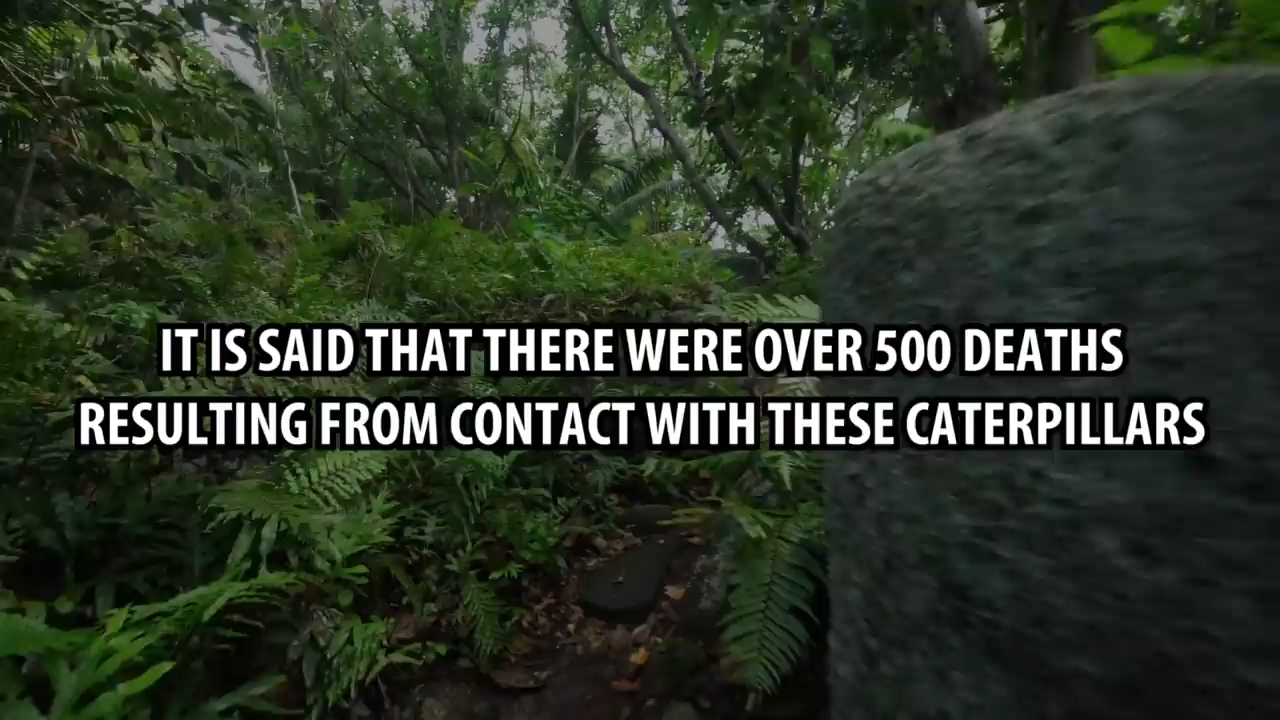 IT IS SAID THAT THERE WERE OVER 500 DEATHS
RESULTING FROM CONTACT WITH THESE CATERPILLARS